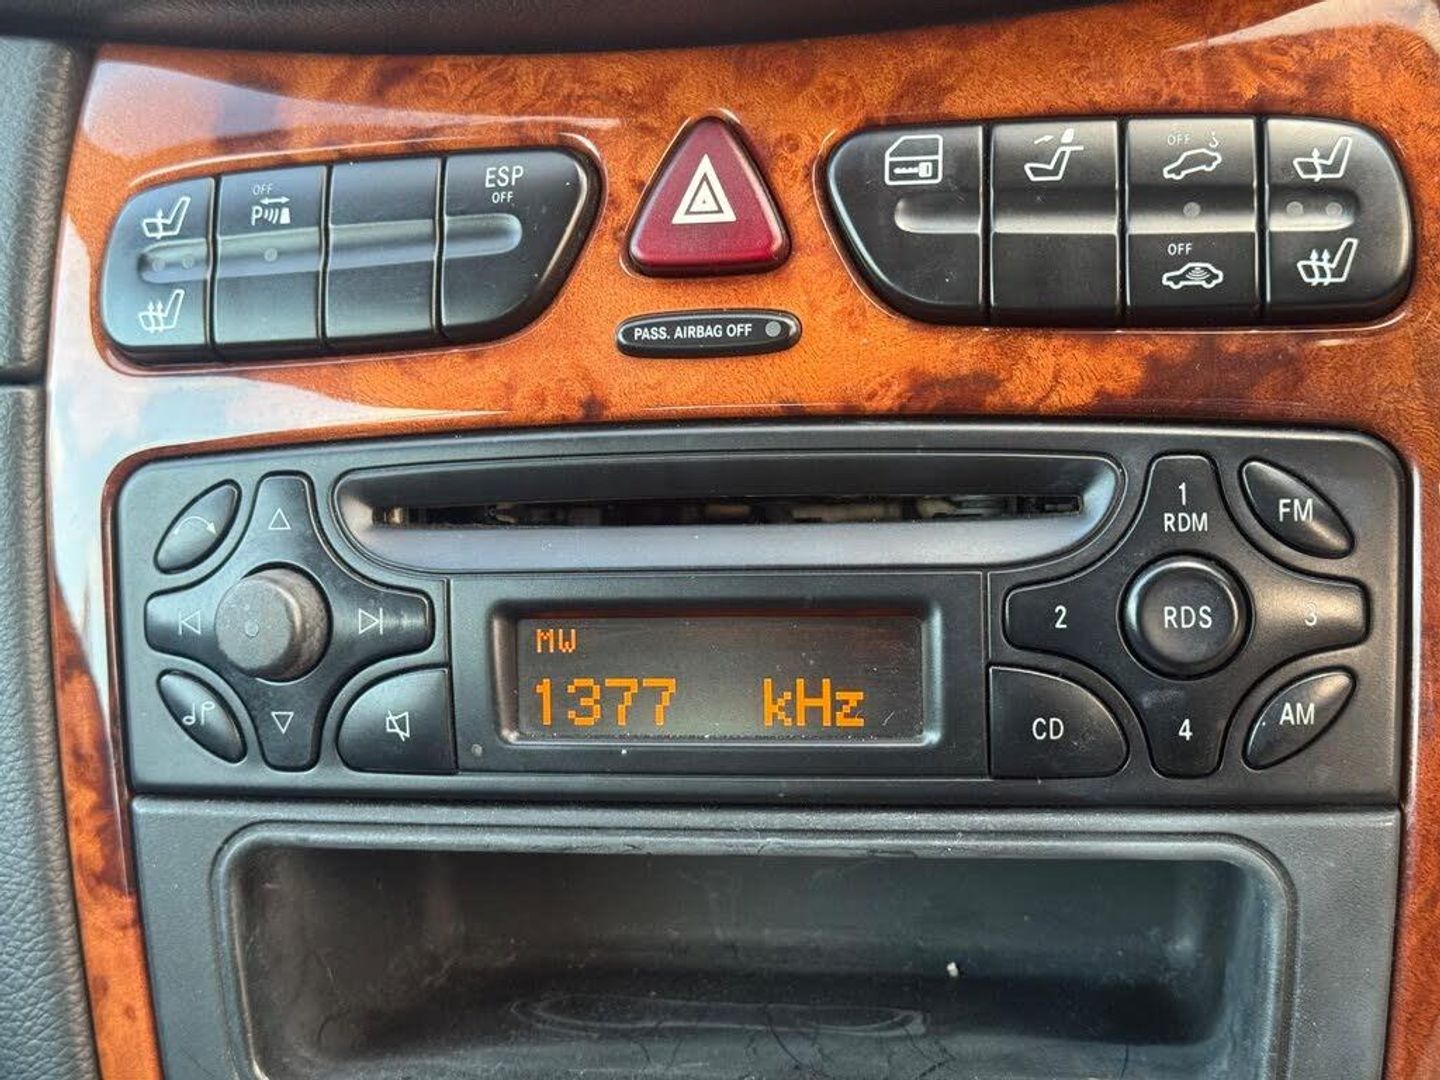 OFF
P
ESP
OFF
OFF
OFF
PASS. AIRBAG OFF
1
RDM
FM
2
RDS
3
MW
1377 kHz
CD
4
AM